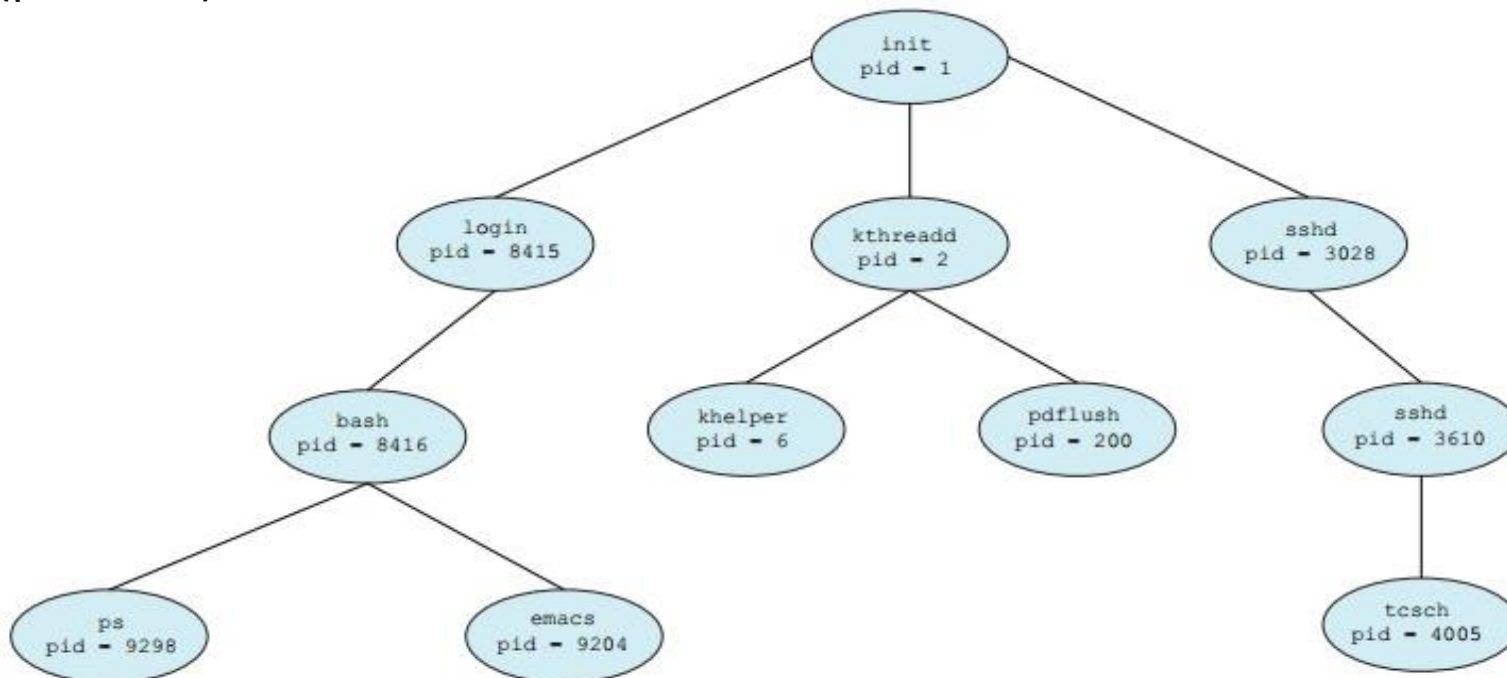 init
pid = 1
login
pid = 8415
kthreadd
pid = 2
sshd
pid = 3028
bash
pid = 8416
khelper
pid = 6
pdflush
pid = 200
sshd
pid = 3610
ps
pid = 9298
emacs
pid = 9204
tcsch
pid = 4005